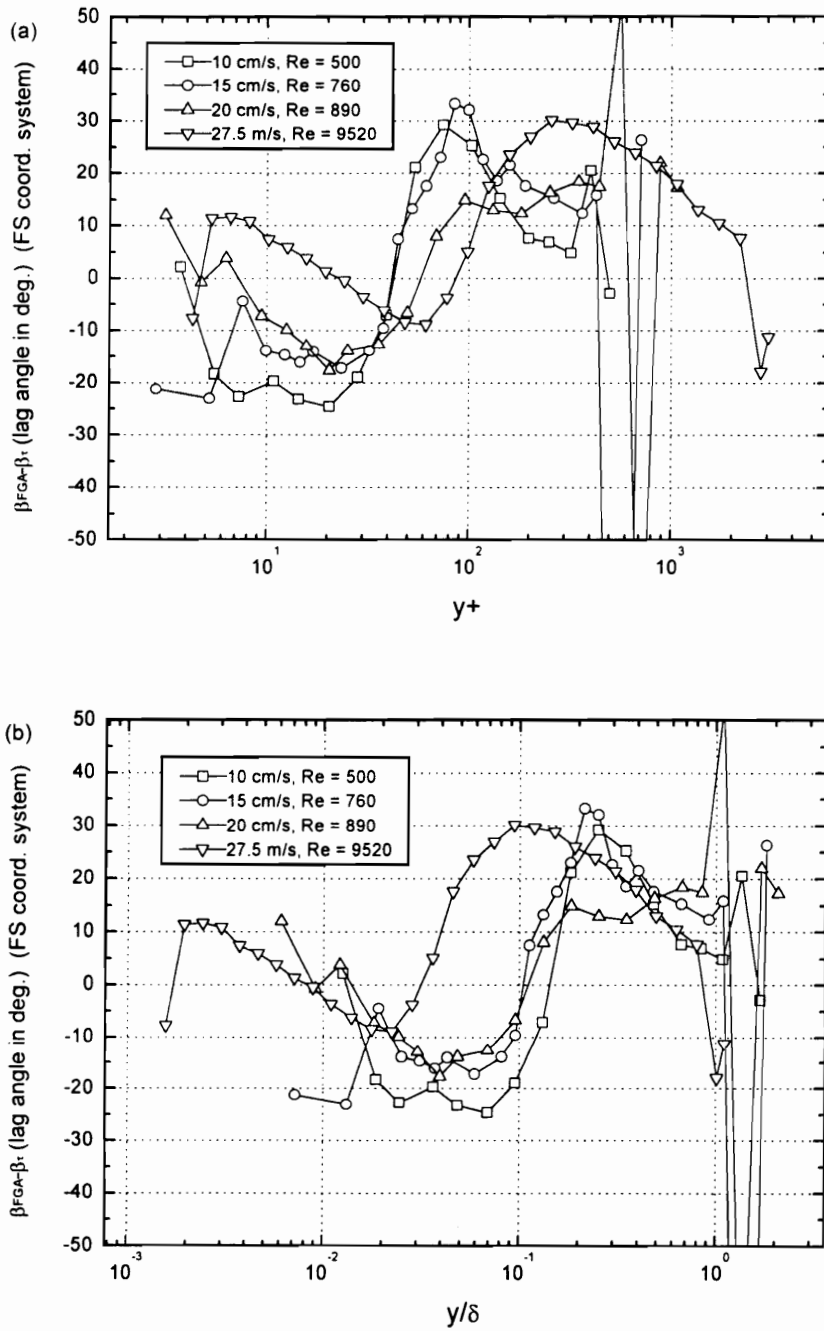 (a)
50
40
30
20
10
0
-10
-20
-30
-40
-50
βFGA-βτ (lag angle in deg.) (FS coord. system)
10 cm/s, Re = 500
15 cm/s, Re = 760
20 cm/s, Re = 890
27.5 m/s, Re = 9520
10¹ 10² 10³
y+
(b)
50
40
30
20
10
0
-10
-20
-30
-40
-50
βFGA-βτ (lag angle in deg.) (FS coord. system)
10 cm/s, Re = 500
15 cm/s, Re = 760
20 cm/s, Re = 890
27.5 m/s, Re = 9520
10⁻³ 10⁻² 10⁻¹ 10⁰
y/δ